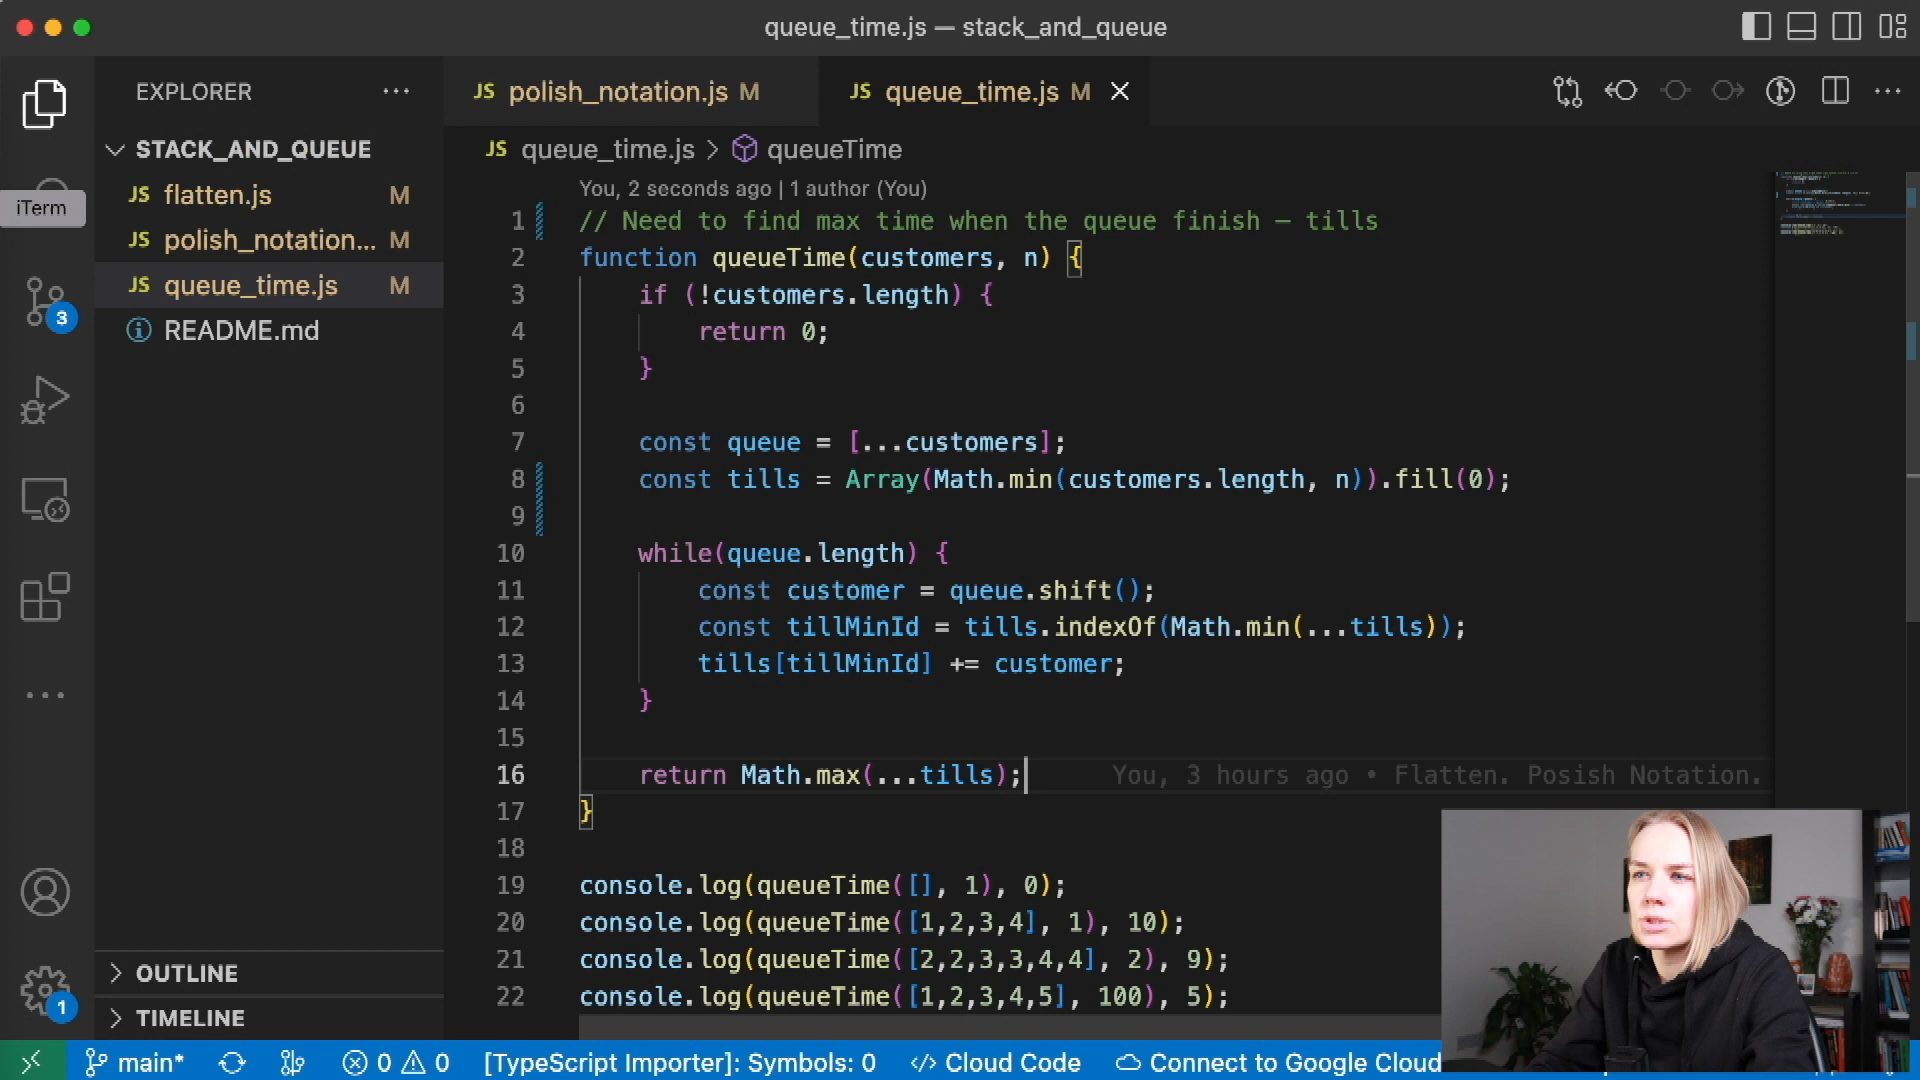 queue_time.js — stack_and_queue
EXPLORER
STACK_AND_QUEUE
JS flatten.js M
JS polish_notation... M
JS queue_time.js M
README.md
iTerm
3
OUTLINE
TIMELINE
1
JS polish_notation.js M
JS queue_time.js M
JS queue_time.js > queueTime
You, 2 seconds ago | 1 author (You)
1 // Need to find max time when the queue finish — tills
2 function queueTime(customers, n) {
3 if (!customers.length) {
4 return 0;
5 }
6
7 const queue = [...customers];
8 const tills = Array(Math.min(customers.length, n)).fill(0);
9
10 while(queue.length) {
11 const customer = queue.shift();
12 const tillMinId = tills.indexOf(Math.min(...tills));
13 tills[tillMinId] += customer;
14 }
15
16 return Math.max(...tills); You, 3 hours ago • Flatten. Posish Notation.
17 }
18
19 console.log(queueTime([], 1), 0);
20 console.log(queueTime([1,2,3,4], 1), 10);
21 console.log(queueTime([2,2,3,3,4,4], 2), 9);
22 console.log(queueTime([1,2,3,4,5], 100), 5);
main* 0 0 [TypeScript Importer]: Symbols: 0 </> Cloud Code Connect to Google Cloud